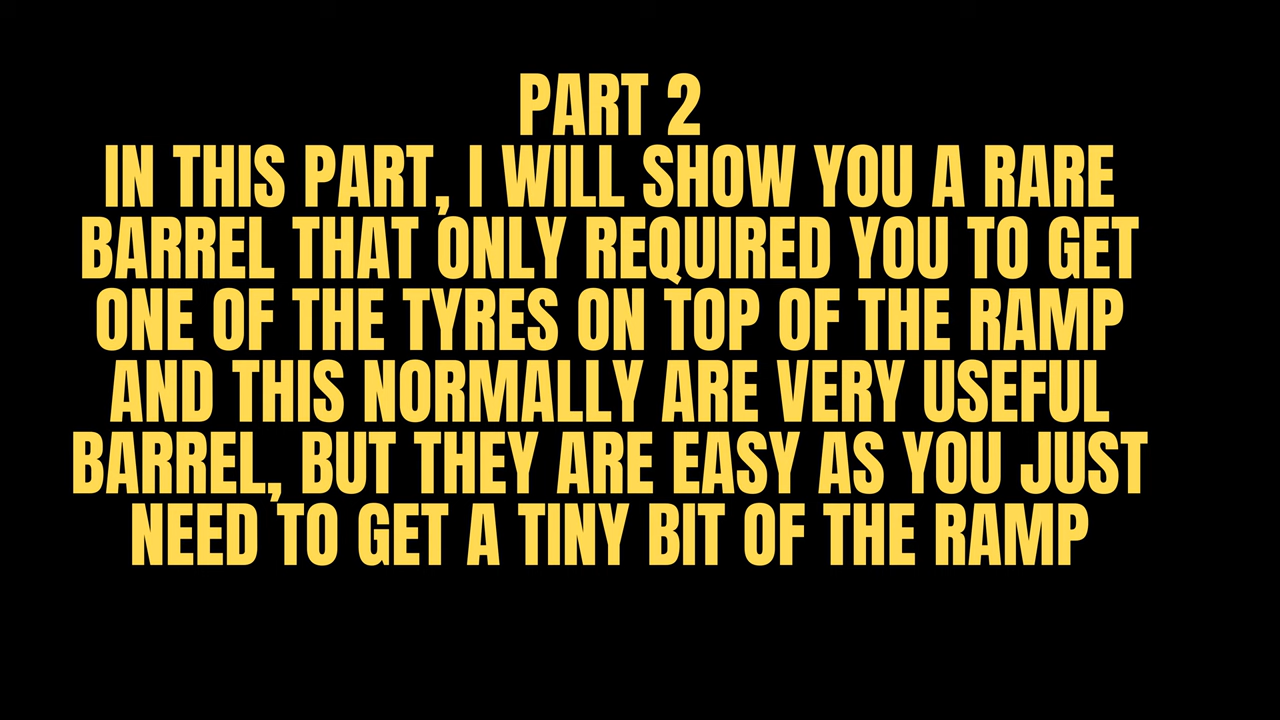 PART 2
IN THIS PART, I WILL SHOW YOU A RARE
BARREL THAT ONLY REQUIRED YOU TO GET
ONE OF THE TYRES ON TOP OF THE RAMP
AND THIS NORMALLY ARE VERY USEFUL
BARREL, BUT THEY ARE EASY AS YOU JUST
NEED TO GET A TINY BIT OF THE RAMP